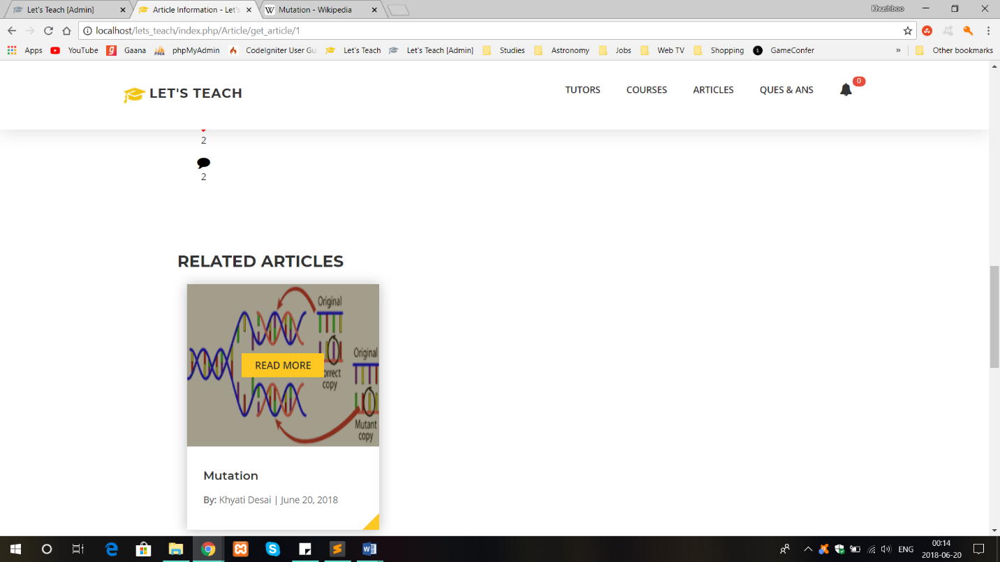 Let's Teach [Admin]
Article Information - Let's
Mutation - Wikipedia
Khushboo
localhost/lets_teach/index.php/Article/get_article/1
Apps
YouTube
Gaana
phpMyAdmin
CodeIgniter User Gu
Let's Teach
Let's Teach [Admin]
Studies
Astronomy
Jobs
Web TV
Shopping
GameConfer
»
Other bookmarks
LET'S TEACH
TUTORS
COURSES
ARTICLES
QUES & ANS
0
2
2
RELATED ARTICLES
Original
Original
READ MORE
orrect
copy
Mutant
copy
Mutation
By: Khyati Desai | June 20, 2018
ENG
00:14
2018-06-20